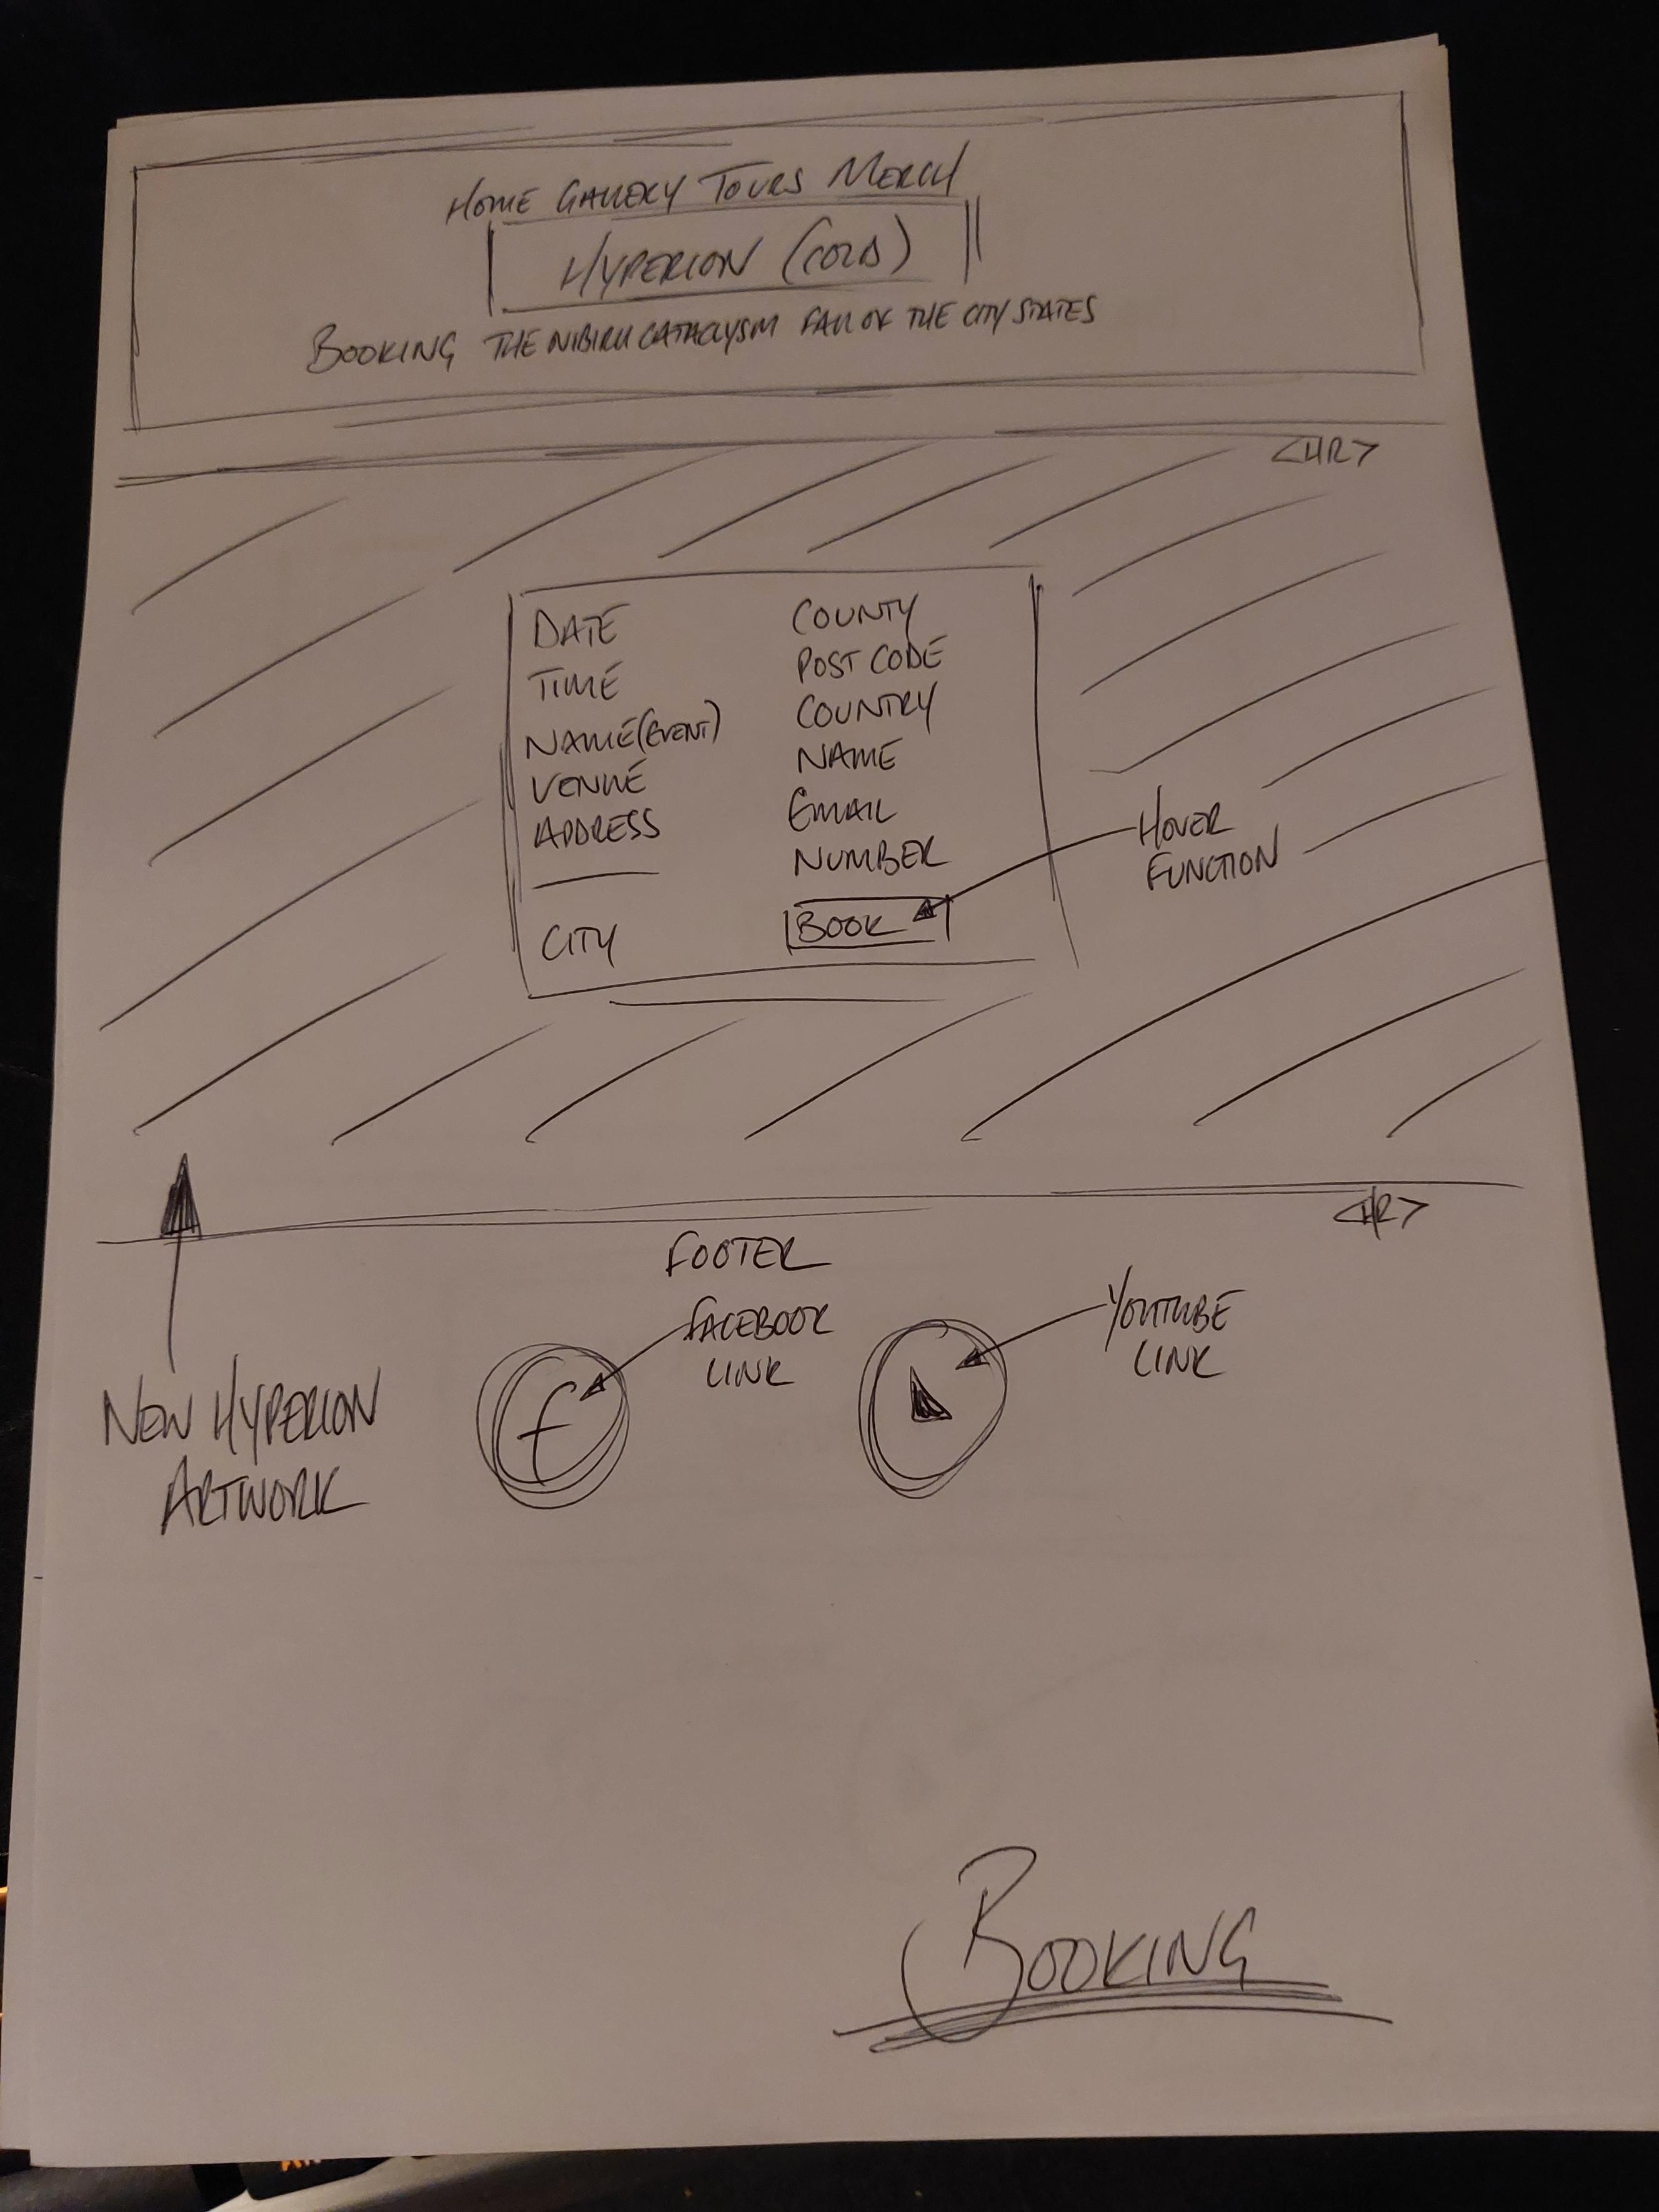 HOME GALLERY TOURS MERCH
HYPERION (COLD)
BOOKING THE NIBIRU CATACLYSM FALL OF THE CITY STATES
<HR>
DATE
TIME
NAME (EVENT)
VENUE
ADDRESS
CITY
COUNTY
POST CODE
COUNTRY
NAME
EMAIL
NUMBER
BOOK
HOVER
FUNCTION
<HR>
FOOTER
FACEBOOK
LINK
YOUTUBE
LINK
f
NEW HYPERION
ARTWORK
BOOKING